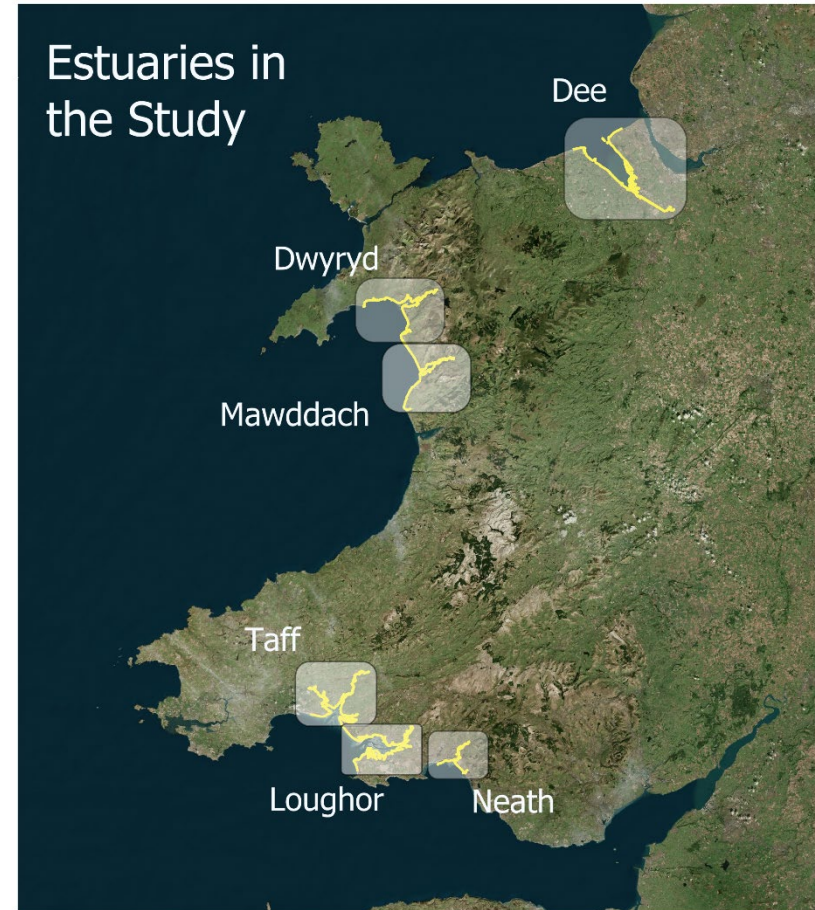 Estuaries in
the Study
Dee
Dwyryd
Mawddach
Taff
Loughor
Neath